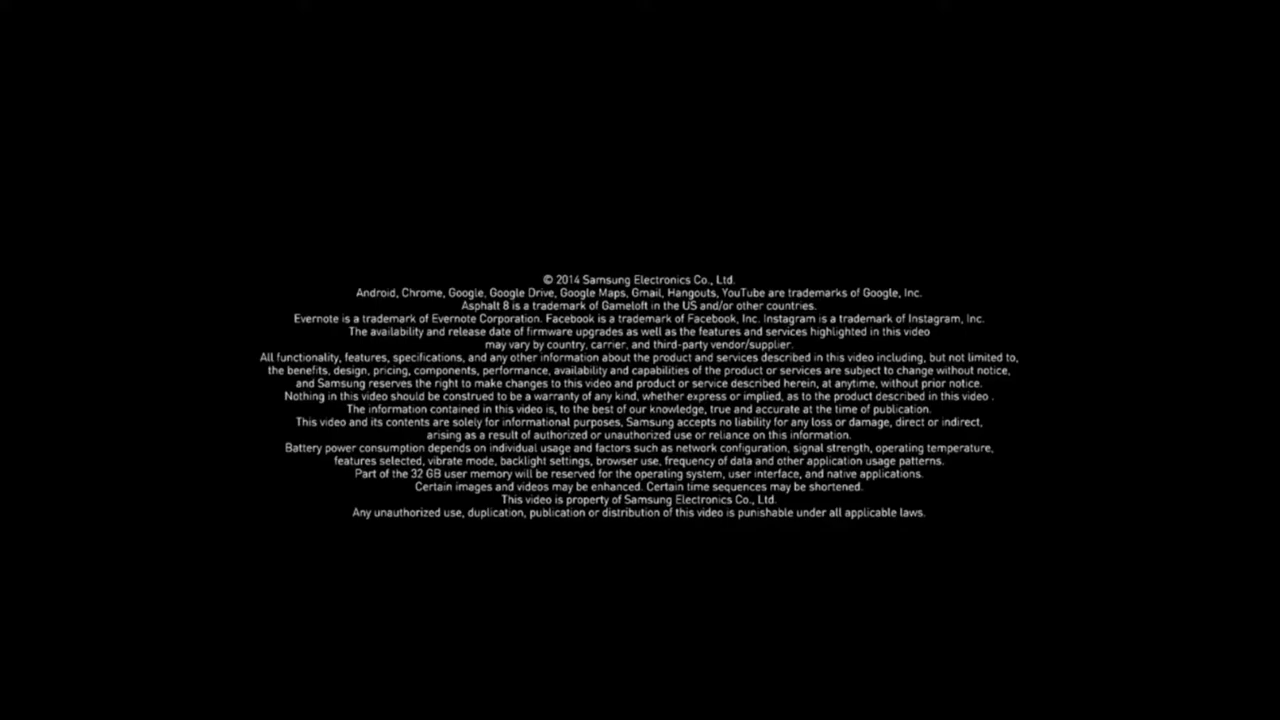 © 2014 Samsung Electronics Co., Ltd.
Android, Chrome, Google, Google Drive, Google Maps, Gmail, Hangouts, YouTube are trademarks of Google, Inc.
Asphalt 8 is a trademark of Gameloft in the US and/or other countries.
Evernote is a trademark of Evernote Corporation. Facebook is a trademark of Facebook, Inc. Instagram is a trademark of Instagram, Inc.
The availability and release date of firmware upgrades as well as the features and services highlighted in this video
may vary by country, carrier, and third-party vendor/supplier.
All functionality, features, specifications, and any other information about the product and services described in this video including, but not limited to,
the benefits, design, pricing, components, performance, availability and capabilities of the product or services are subject to change without notice,
and Samsung reserves the right to make changes to this video and product or service described herein, at anytime, without prior notice.
Nothing in this video should be construed to be a warranty of any kind, whether express or implied, as to the product described in this video .
The information contained in this video is, to the best of our knowledge, true and accurate at the time of publication.
This video and its contents are solely for informational purposes, Samsung accepts no liability for any loss or damage, direct or indirect,
arising as a result of authorized or unauthorized use or reliance on this information.
Battery power consumption depends on individual usage and factors such as network configuration, signal strength, operating temperature,
features selected, vibrate mode, backlight settings, browser use, frequency of data and other application usage patterns.
Part of the 32 GB user memory will be reserved for the operating system, user interface, and native applications.
Certain images and videos may be enhanced. Certain time sequences may be shortened.
This video is property of Samsung Electronics Co., Ltd.
Any unauthorized use, duplication, publication or distribution of this video is punishable under all applicable laws.